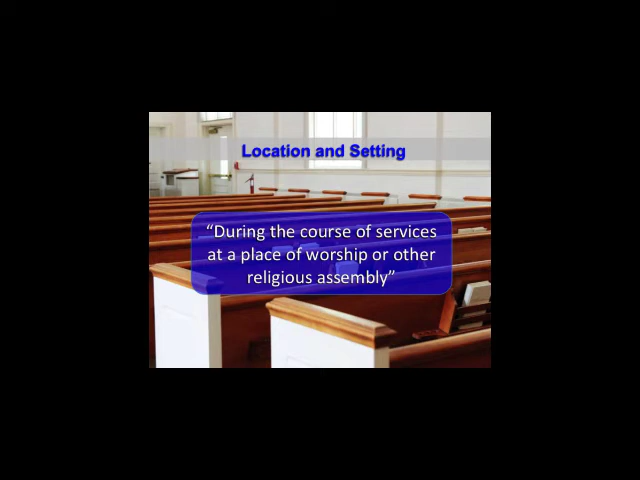 Location and Setting
“During the course of services
at a place of worship or other
religious assembly”